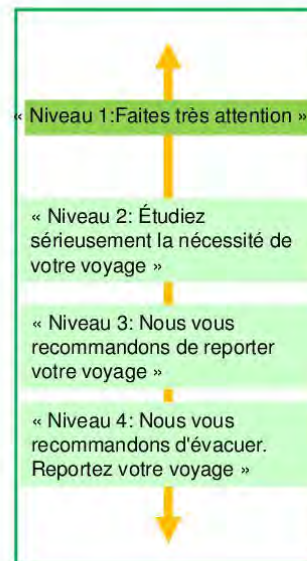 « Niveau 1:Faites très attention »
« Niveau 2: Étudiez
sérieusement la nécessité de
votre voyage »
« Niveau 3: Nous vous
recommandons de reporter
votre voyage »
« Niveau 4: Nous vous
recommandons d'évacuer.
Reportez votre voyage »